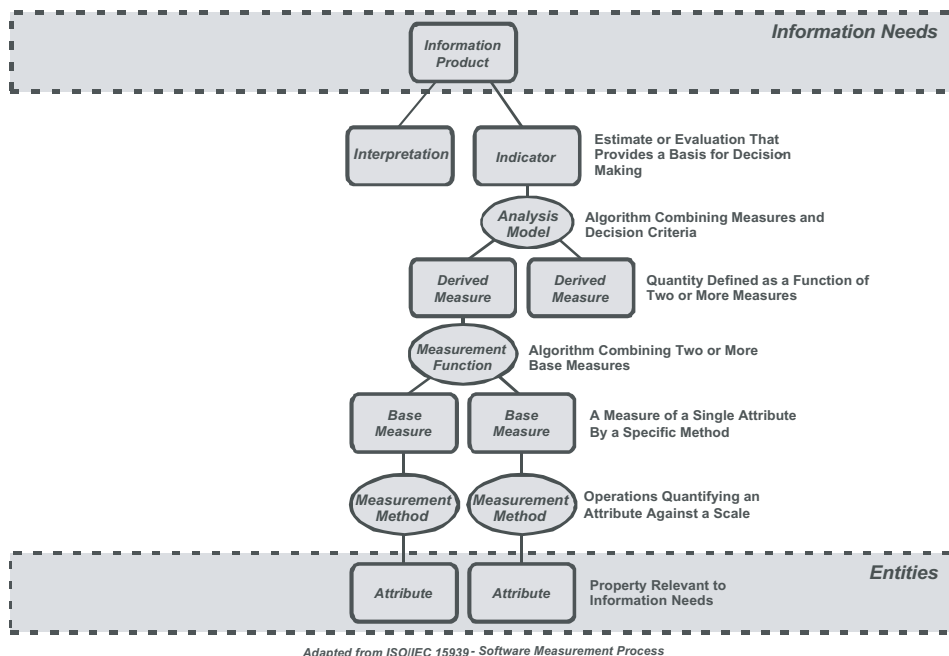 Information Needs
Information
Product
Interpretation
Indicator
Estimate or Evaluation That
Provides a Basis for Decision
Making
Analysis
Model
Algorithm Combining Measures and
Decision Criteria
Derived
Measure
Derived
Measure
Quantity Defined as a Function of
Two or More Measures
Measurement
Function
Algorithm Combining Two or More
Base Measures
Base
Measure
Base
Measure
A Measure of a Single Attribute
By a Specific Method
Measurement
Method
Measurement
Method
Operations Quantifying an
Attribute Against a Scale
Entities
Attribute
Attribute
Property Relevant to
Information Needs
Adapted from ISO/IEC 15939 - Software Measurement Process